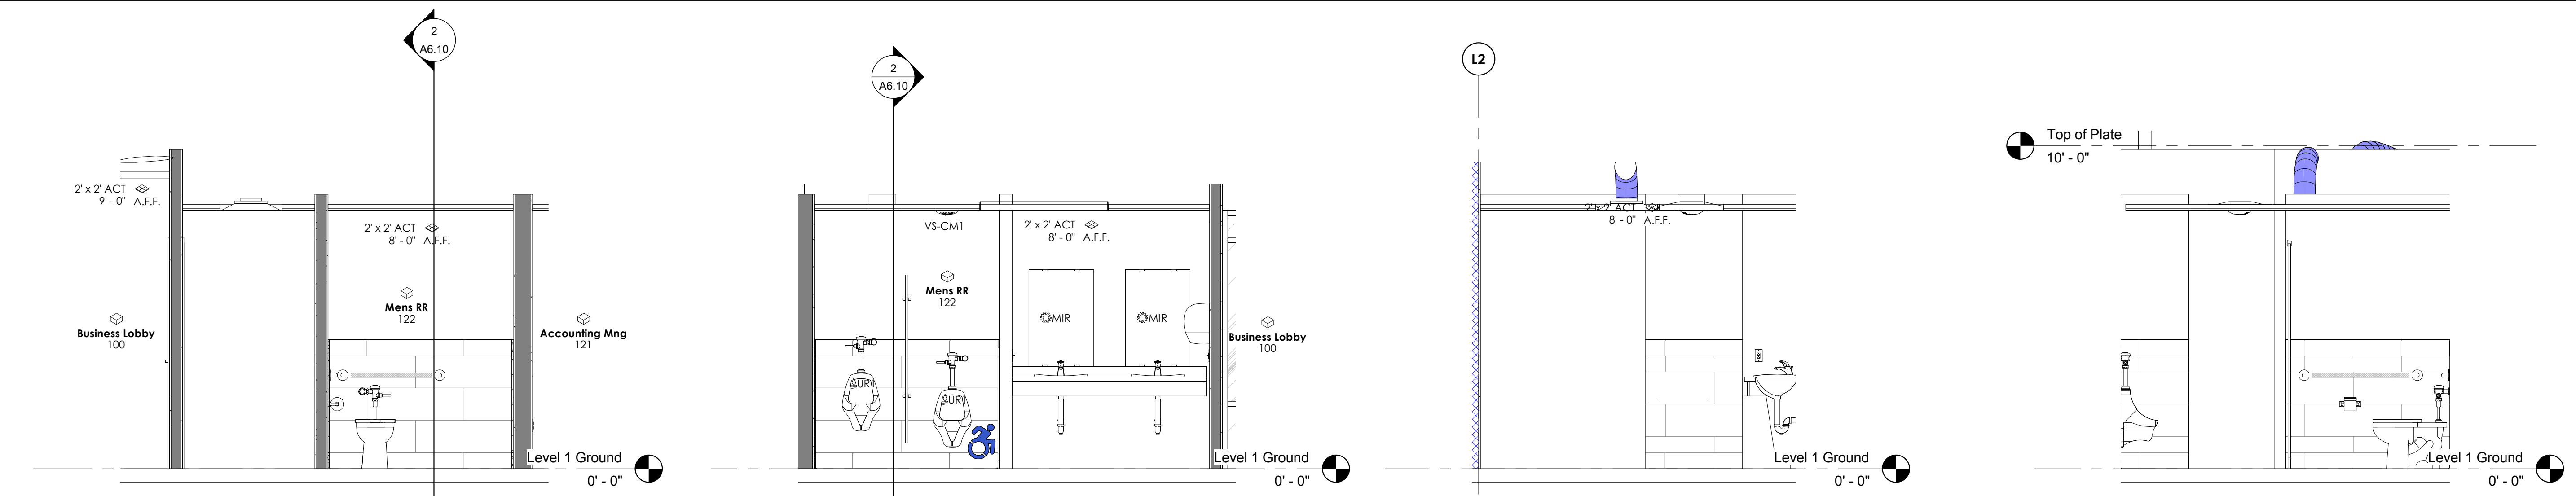 2
A6.10
2' x 2' ACT
9' - 0" A.F.F.
2' x 2' ACT
8' - 0" A.F.F.
Mens RR
122
Business Lobby
100
Accounting Mng
121
Level 1 Ground
0' - 0"
2
A6.10
VS-CM1
2' x 2' ACT
8' - 0" A.F.F.
Mens RR
122
MIR
MIR
UR1
UR1
Business Lobby
100
Level 1 Ground
0' - 0"
L2
2' x 2' ACT
8' - 0" A.F.F.
Level 1 Ground
0' - 0"
Top of Plate
10' - 0"
Level 1 Ground
0' - 0"